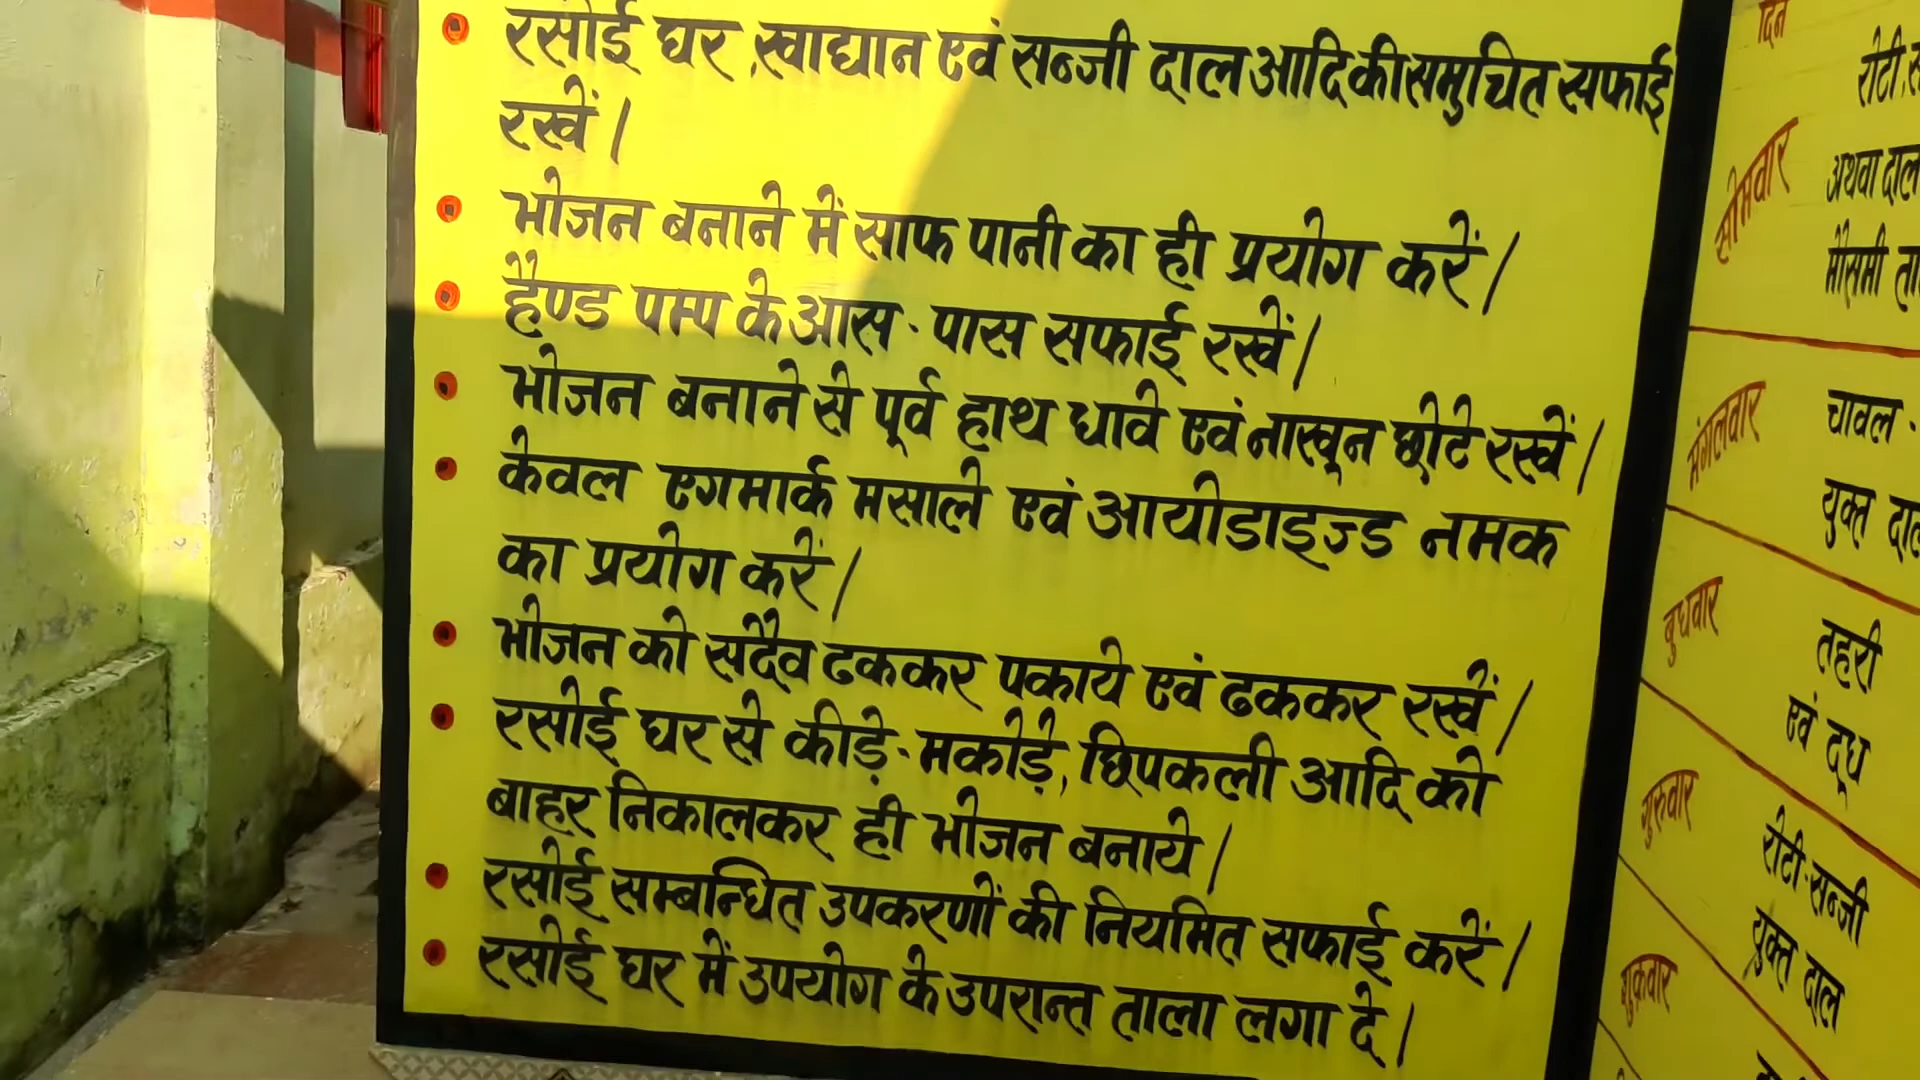 रसोई घर, खाद्यान एवं सब्जी दाल आदि की समुचित सफाई
रखें।
भोजन बनाने में साफ पानी का ही प्रयोग करें।
हैण्ड पम्प के आस-पास सफाई रखें।
भोजन बनाने से पूर्व हाथ धावे एवं नाखून छोटे रखें।
केवल एगमार्क मसाले एवं आयोडाइज्ड नमक
का प्रयोग करें।
भोजन को सदैव ढककर पकाये एवं ढककर रखें।
रसोई घर से कीड़े-मकोड़े, छिपकली आदि को
बाहर निकालकर ही भोजन बनाये।
रसोई सम्बन्धित उपकरणों की नियमित सफाई करें।
रसोई घर में उपयोग के उपरान्त ताला लगा दे।
दिन
रोटी
सोमवार
अथवा दाल
मौसमी
मंगलवार
चावल-
युक्त
बुधवार
तहरी
एवं दूध
गुरुवार
रोटी-सब्जी
युक्त दाल
शुक्रवार